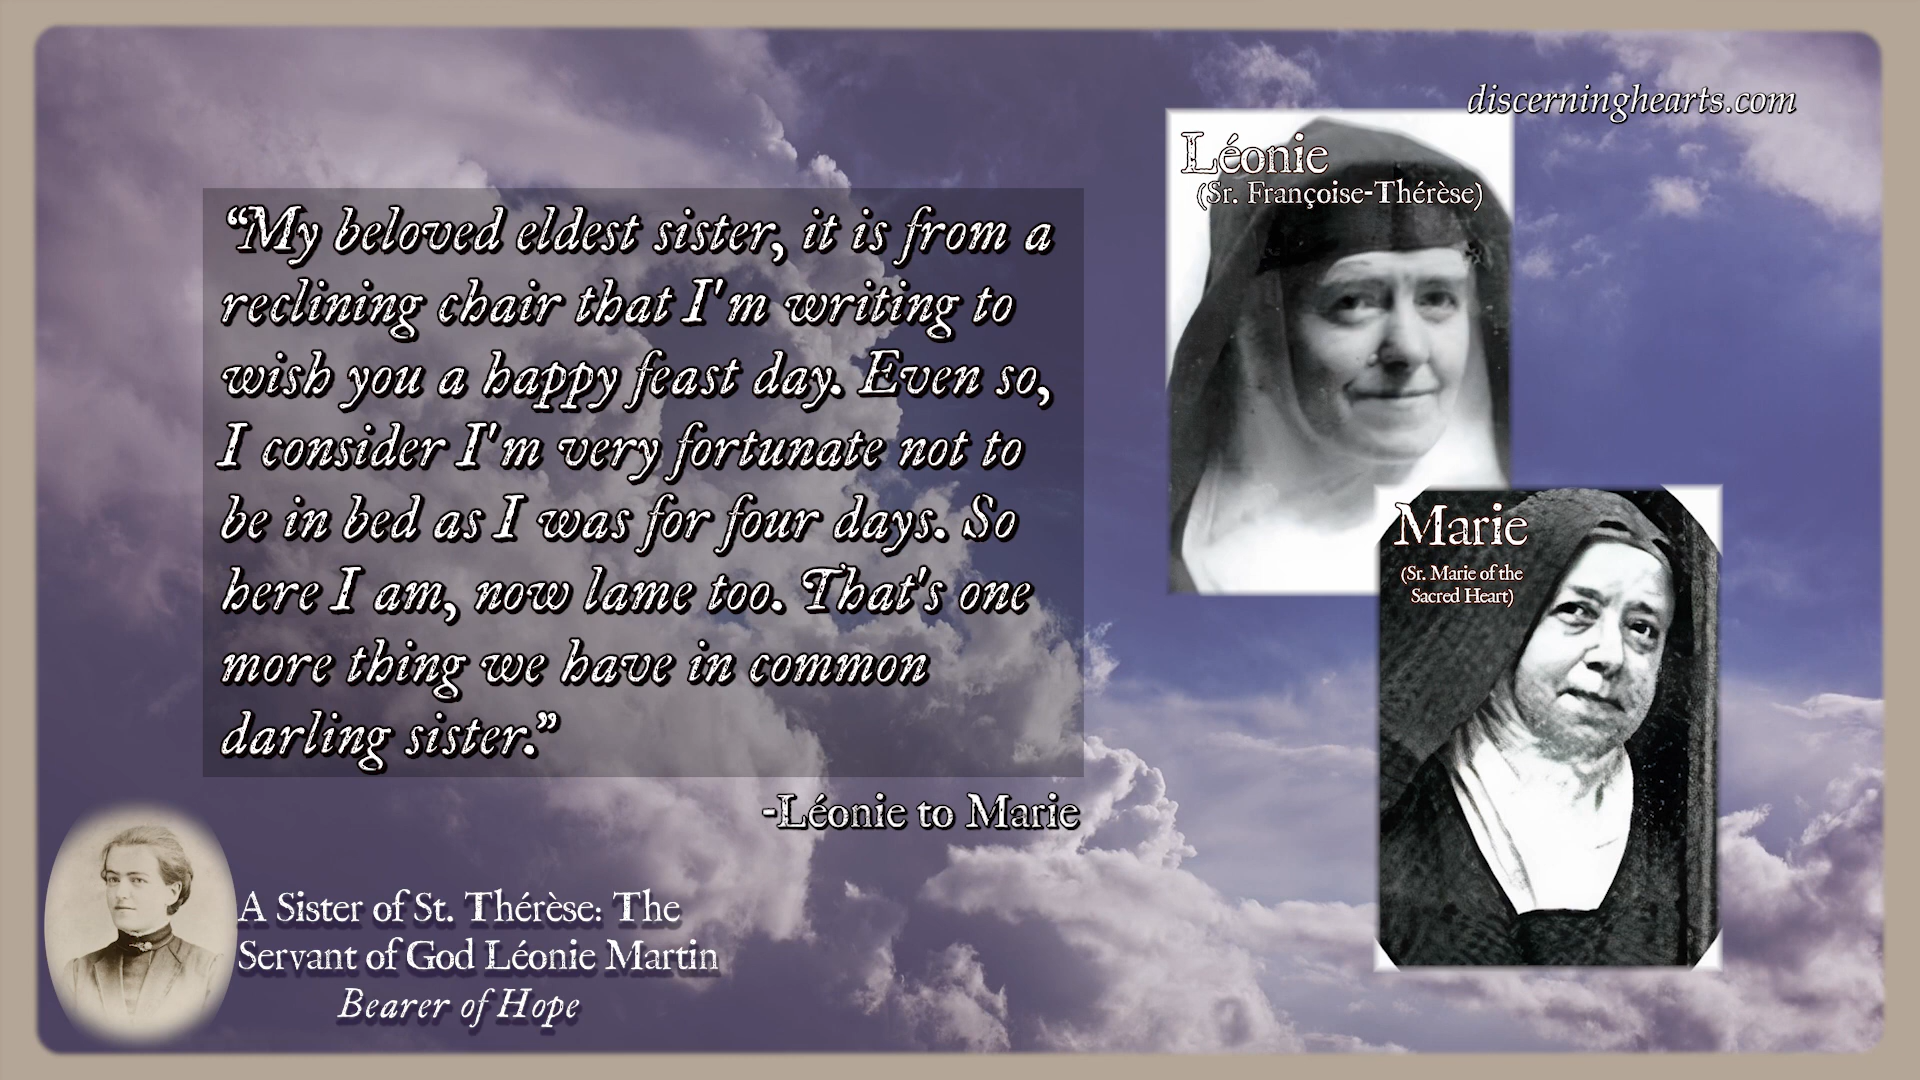 discerninghearts.com
Léonie
(Sr. Françoise-Thérèse)
“My beloved eldest sister, it is from a
reclining chair that I'm writing to
wish you a happy feast day. Even so,
I consider I'm very fortunate not to
be in bed as I was for four days. So
here I am, now lame too. That's one
more thing we have in common
darling sister.”
-Léonie to Marie
Marie
(Sr. Marie of the
Sacred Heart)
A Sister of St. Thérèse: The
Servant of God Léonie Martin
Bearer of Hope